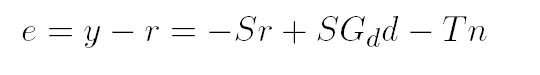 e = y − r = −Sr + SG_d d − Tn